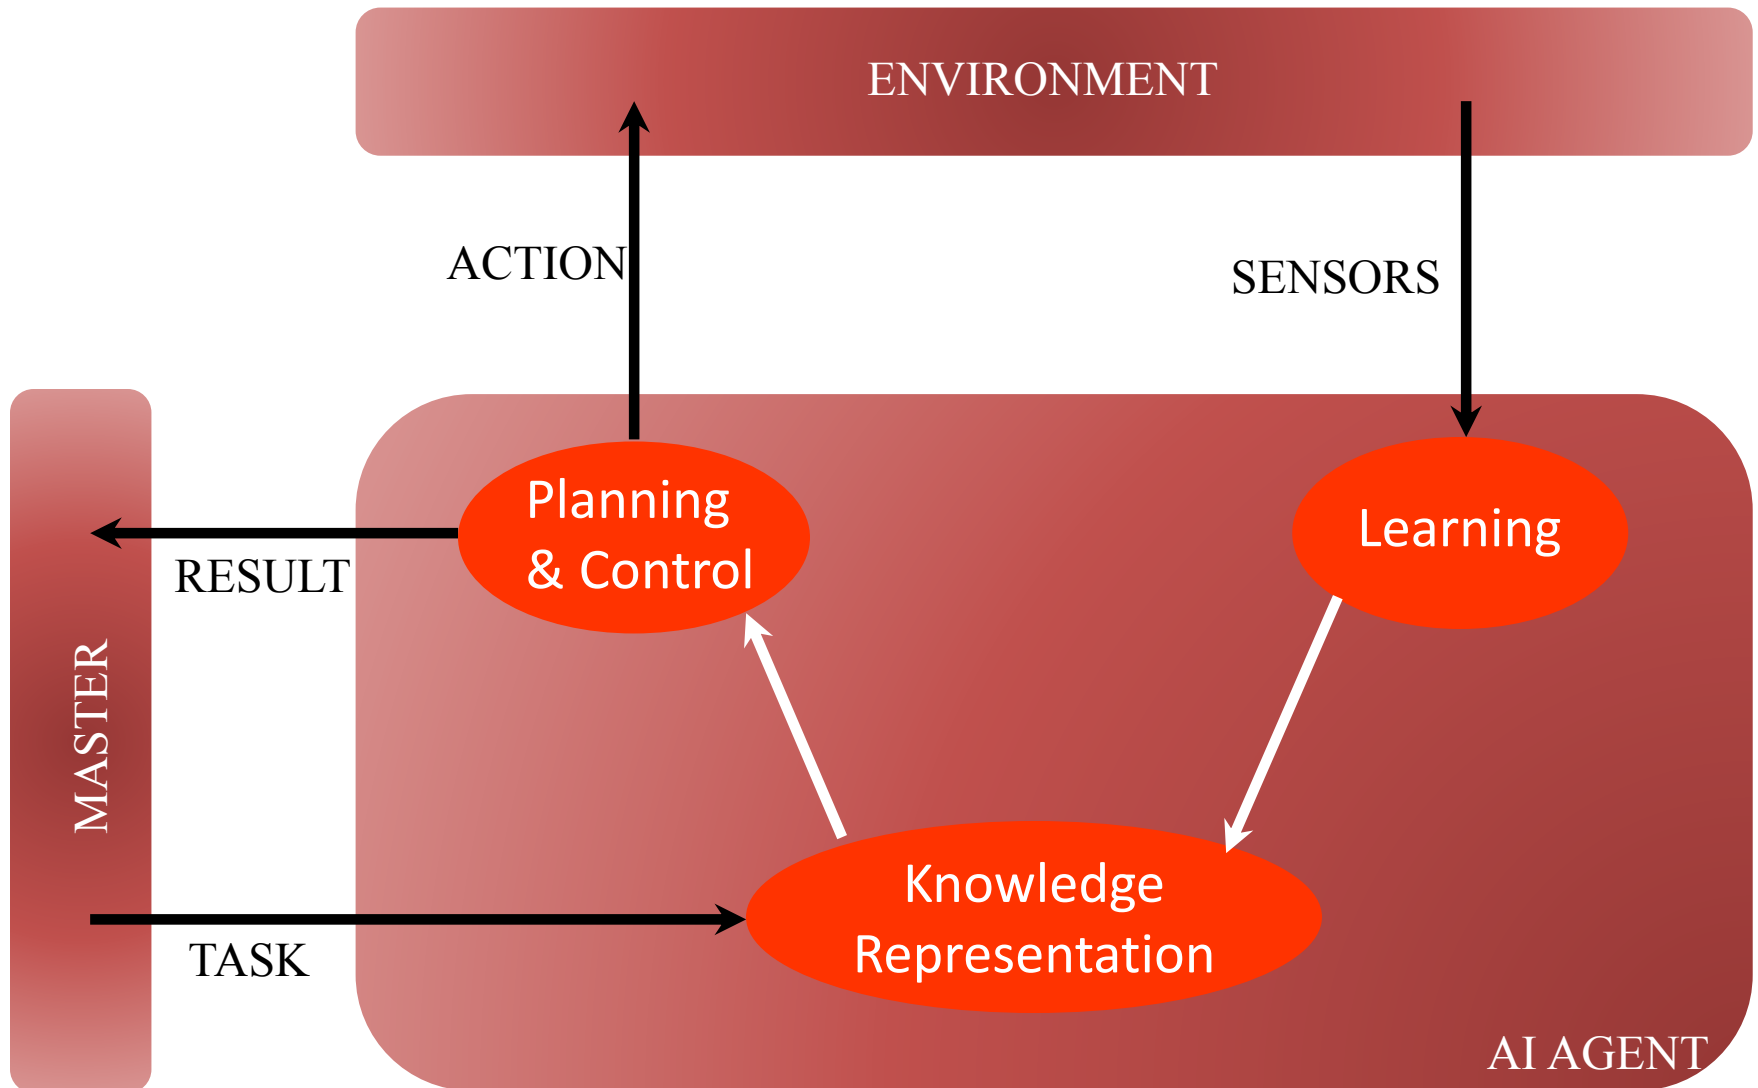 ENVIRONMENT
ACTION
SENSORS
Planning
& Control
Learning
RESULT
MASTER
Knowledge
Representation
TASK
AI AGENT